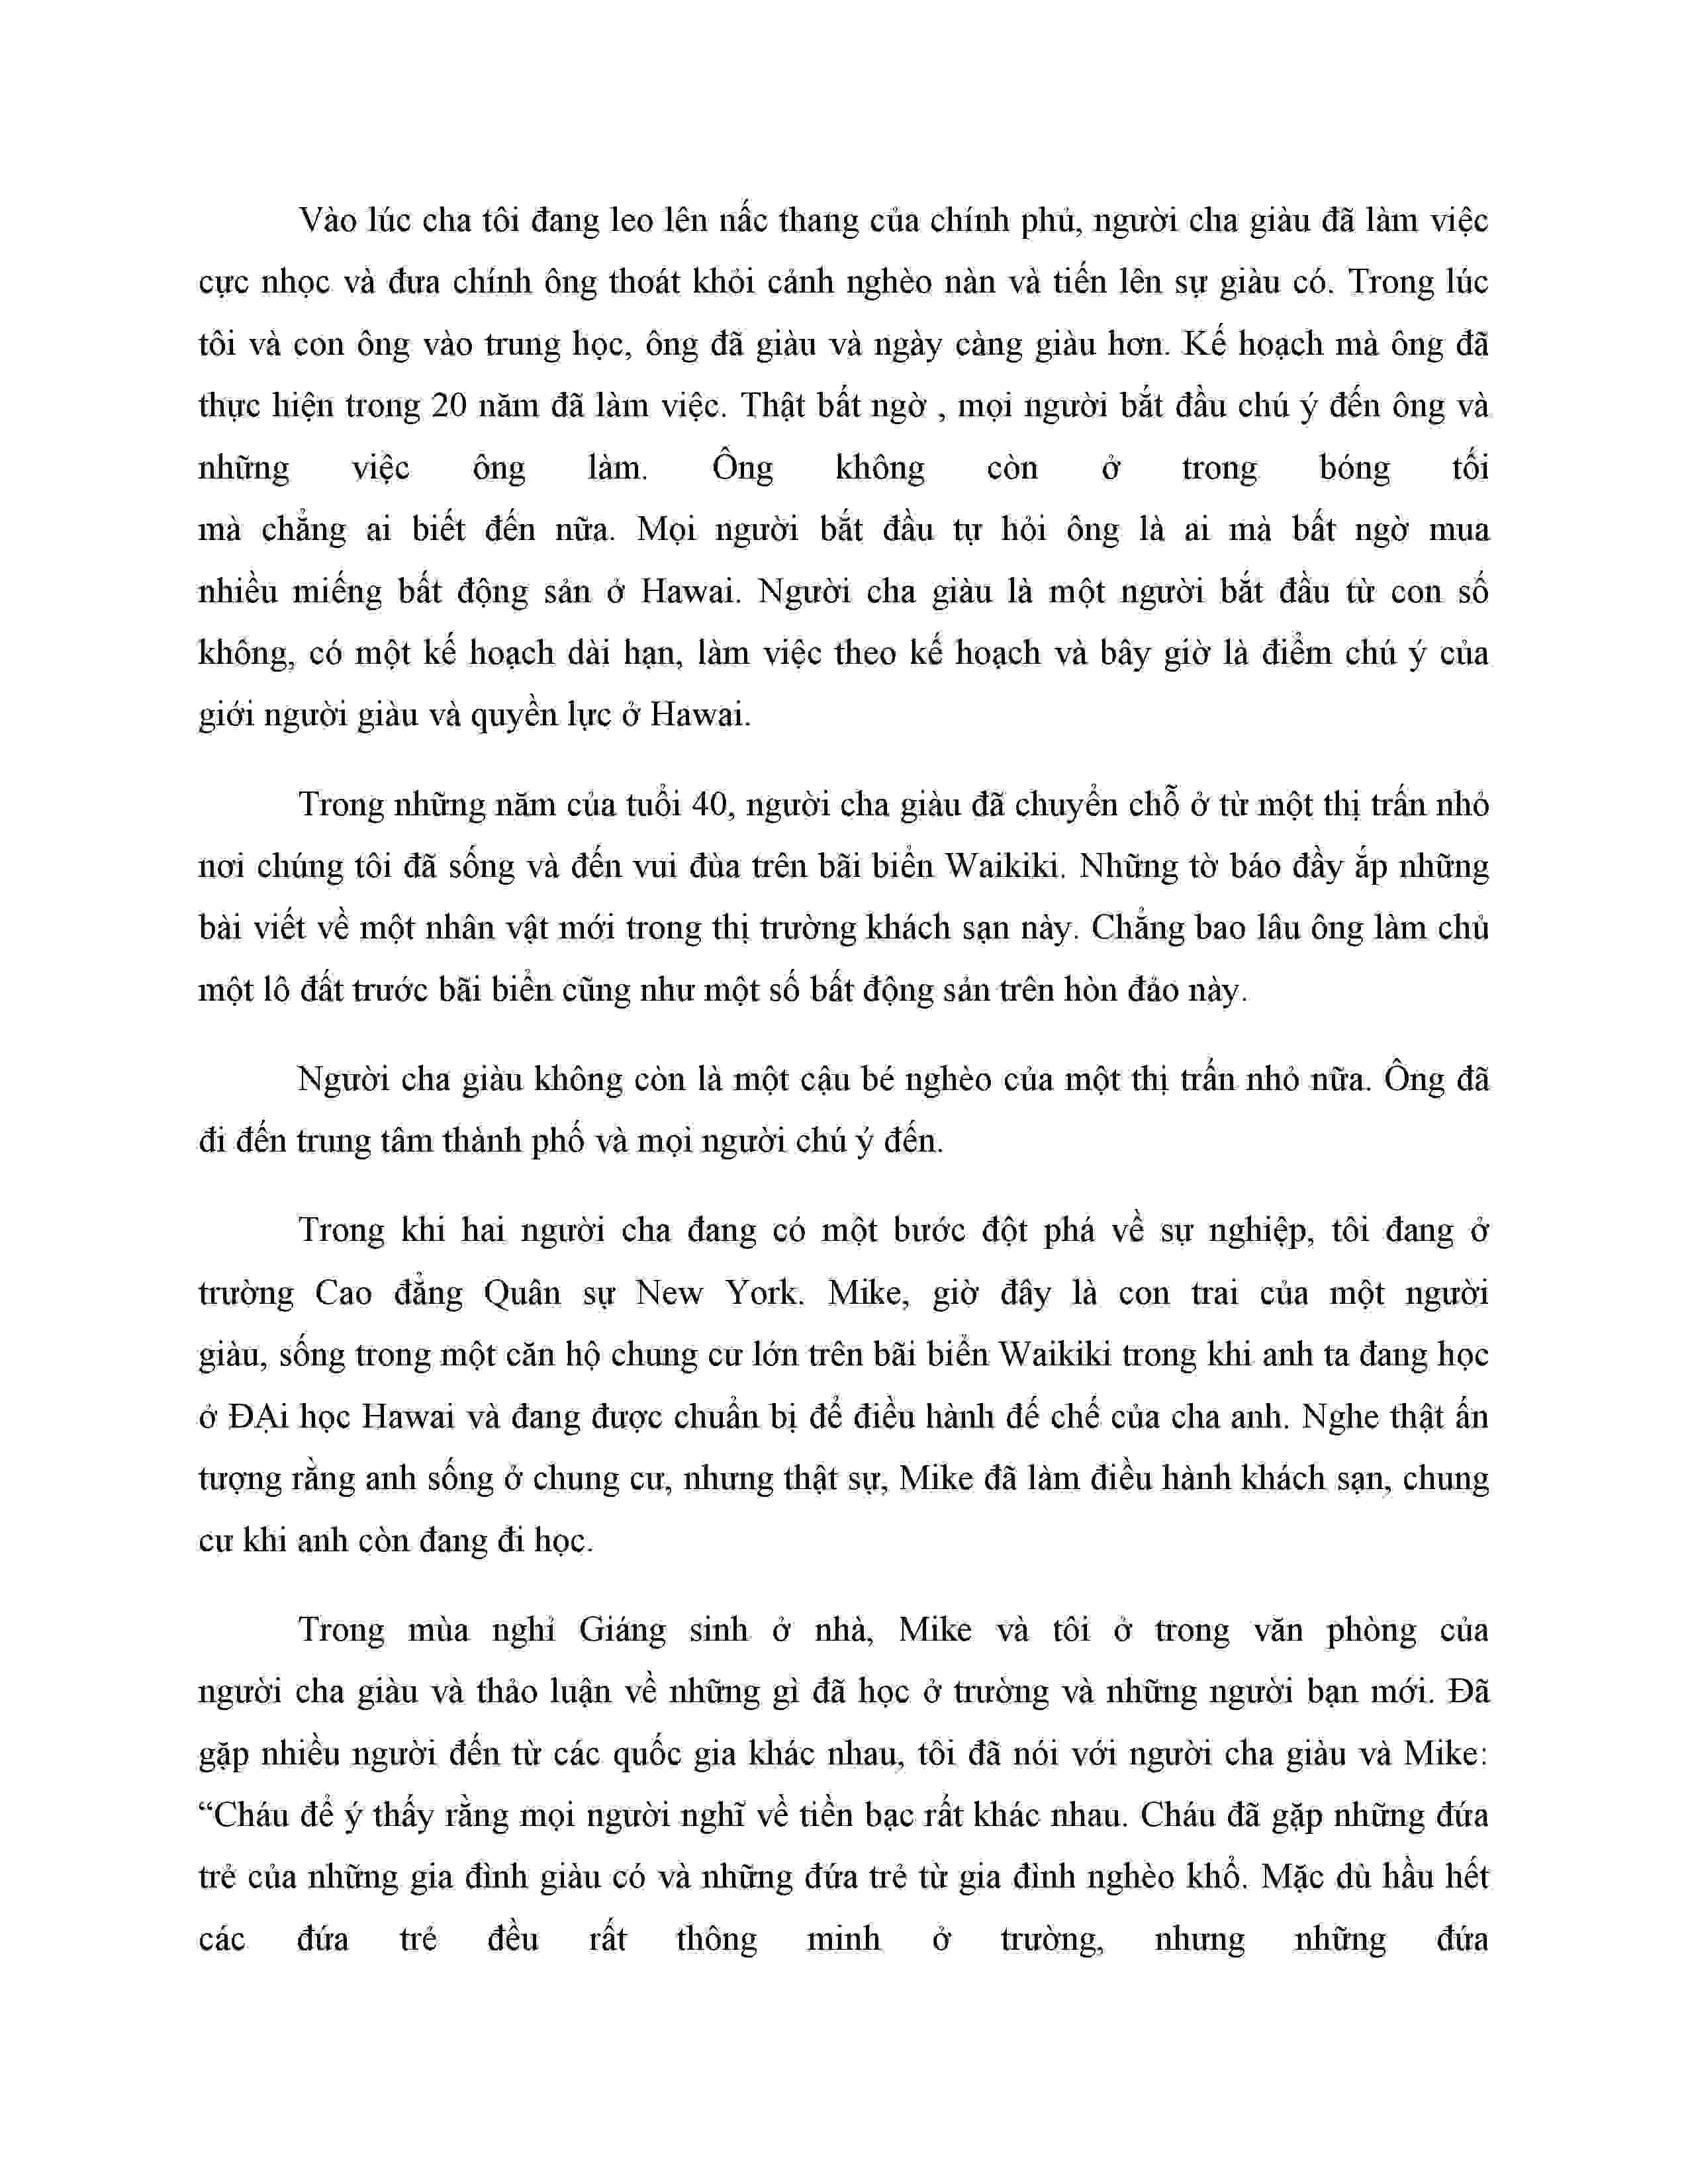 Vào lúc cha tôi đang leo lên nấc thang của chính phủ, người cha giàu đã làm việc
cực nhọc và đưa chính ông thoát khỏi cảnh nghèo nàn và tiến lên sự giàu có. Trong lúc
tôi và con ông vào trung học, ông đã giàu và ngày càng giàu hơn. Kế hoạch mà ông đã
thực hiện trong 20 năm đã làm việc. Thật bất ngờ , mọi người bắt đầu chú ý đến ông và
những việc ông làm. Ông không còn ở trong bóng tối
mà chẳng ai biết đến nữa. Mọi người bắt đầu tự hỏi ông là ai mà bất ngờ mua
nhiều miếng bất động sản ở Hawai. Người cha giàu là một người bắt đầu từ con số
không, có một kế hoạch dài hạn, làm việc theo kế hoạch và bây giờ là điểm chú ý của
giới người giàu và quyền lực ở Hawai.
Trong những năm của tuổi 40, người cha giàu đã chuyển chỗ ở từ một thị trấn nhỏ
nơi chúng tôi đã sống và đến vui đùa trên bãi biển Waikiki. Những tờ báo đầy ắp những
bài viết về một nhân vật mới trong thị trường khách sạn này. Chẳng bao lâu ông làm chủ
một lô đất trước bãi biển cũng như một số bất động sản trên hòn đảo này.
Người cha giàu không còn là một cậu bé nghèo của một thị trấn nhỏ nữa. Ông đã
đi đến trung tâm thành phố và mọi người chú ý đến.
Trong khi hai người cha đang có một bước đột phá về sự nghiệp, tôi đang ở
trường Cao đẳng Quân sự New York. Mike, giờ đây là con trai của một người
giàu, sống trong một căn hộ chung cư lớn trên bãi biển Waikiki trong khi anh ta đang học
ở ĐẠi học Hawai và đang được chuẩn bị để điều hành đế chế của cha anh. Nghe thật ấn
tượng rằng anh sống ở chung cư, nhưng thật sự, Mike đã làm điều hành khách sạn, chung
cư khi anh còn đang đi học.
Trong mùa nghỉ Giáng sinh ở nhà, Mike và tôi ở trong văn phòng của
người cha giàu và thảo luận về những gì đã học ở trường và những người bạn mới. Đã
gặp nhiều người đến từ các quốc gia khác nhau, tôi đã nói với người cha giàu và Mike:
“Cháu để ý thấy rằng mọi người nghĩ về tiền bạc rất khác nhau. Cháu đã gặp những đứa
trẻ của những gia đình giàu có và những đứa trẻ từ gia đình nghèo khổ. Mặc dù hầu hết
các đứa trẻ đều rất thông minh ở trường, nhưng những đứa